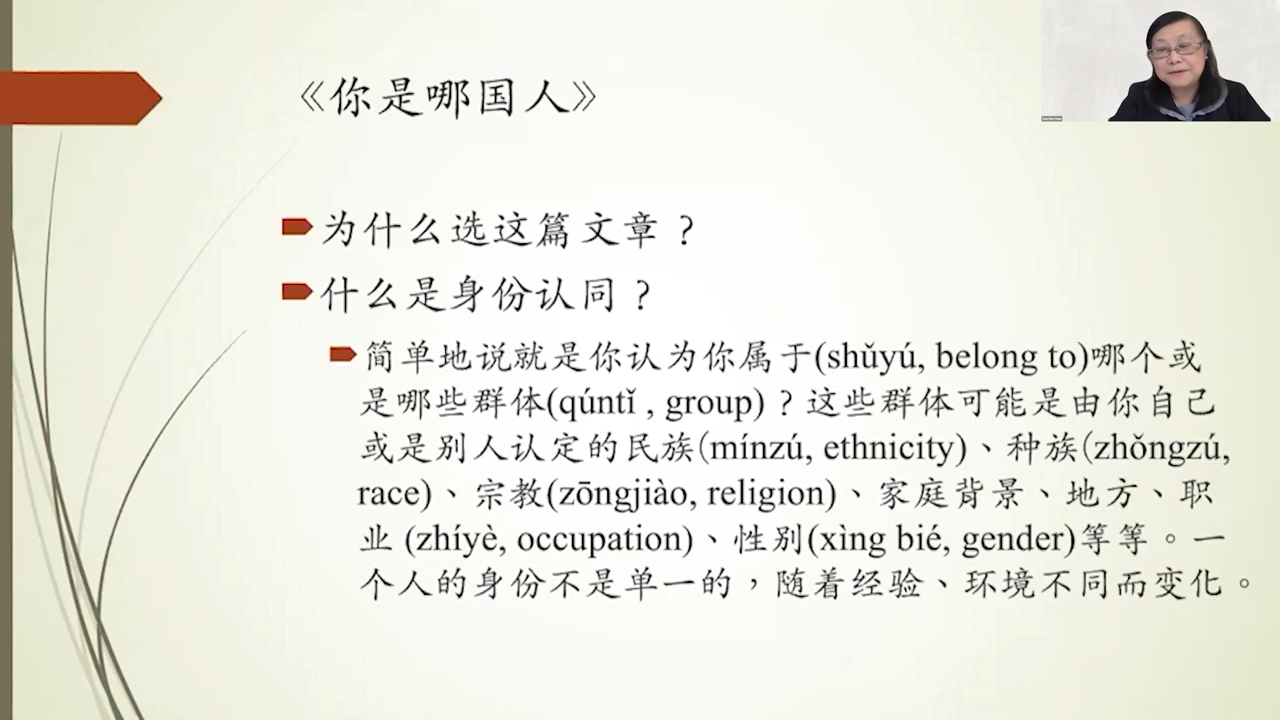 《你是哪国人》
为什么选这篇文章？
什么是身份认同？
简单地说就是你认为你属于(shǔyú, belong to)哪个或
是哪些群体(qúntǐ , group)？这些群体可能是由你自己
或是别人认定的民族(mínzú, ethnicity)、种族(zhǒngzú,
race)、宗教(zōngjiào, religion)、家庭背景、地方、职
业 (zhíyè, occupation)、性别(xìng bié, gender)等等。一
个人的身份不是单一的，随着经验、环境不同而变化。